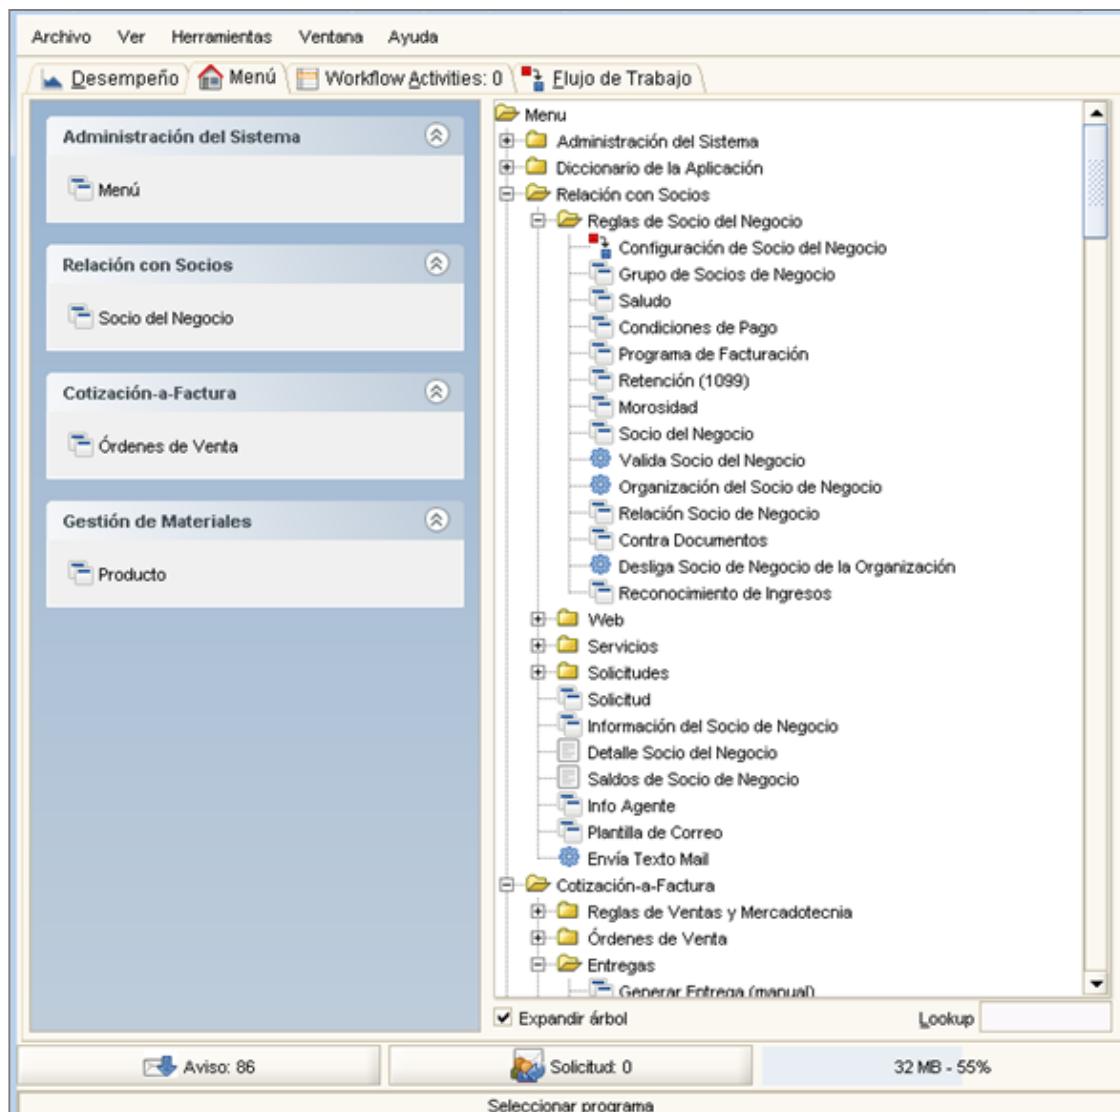 Archivo Ver Herramientas Ventana Ayuda
Desempeño Menú Workflow Activities: 0 Flujo de Trabajo
Administración del Sistema
Menú
Relación con Socios
Socio del Negocio
Cotización-a-Factura
Órdenes de Venta
Gestión de Materiales
Producto
Menu
Administración del Sistema
Diccionario de la Aplicación
Relación con Socios
Reglas de Socio del Negocio
Configuración de Socio del Negocio
Grupo de Socios de Negocio
Saludo
Condiciones de Pago
Programa de Facturación
Retención (1099)
Morosidad
Socio del Negocio
Valida Socio del Negocio
Organización del Socio de Negocio
Relación Socio de Negocio
Contra Documentos
Desliga Socio de Negocio de la Organización
Reconocimiento de Ingresos
Web
Servicios
Solicitudes
Solicitud
Información del Socio de Negocio
Detalle Socio del Negocio
Saldos de Socio de Negocio
Info Agente
Plantilla de Correo
Envía Texto Mail
Cotización-a-Factura
Reglas de Ventas y Mercadotecnia
Órdenes de Venta
Entregas
Generar Entrega (manual)
Expandir árbol Lookup
Aviso: 86 Solicitud: 0 32 MB - 55%
Seleccionar programa